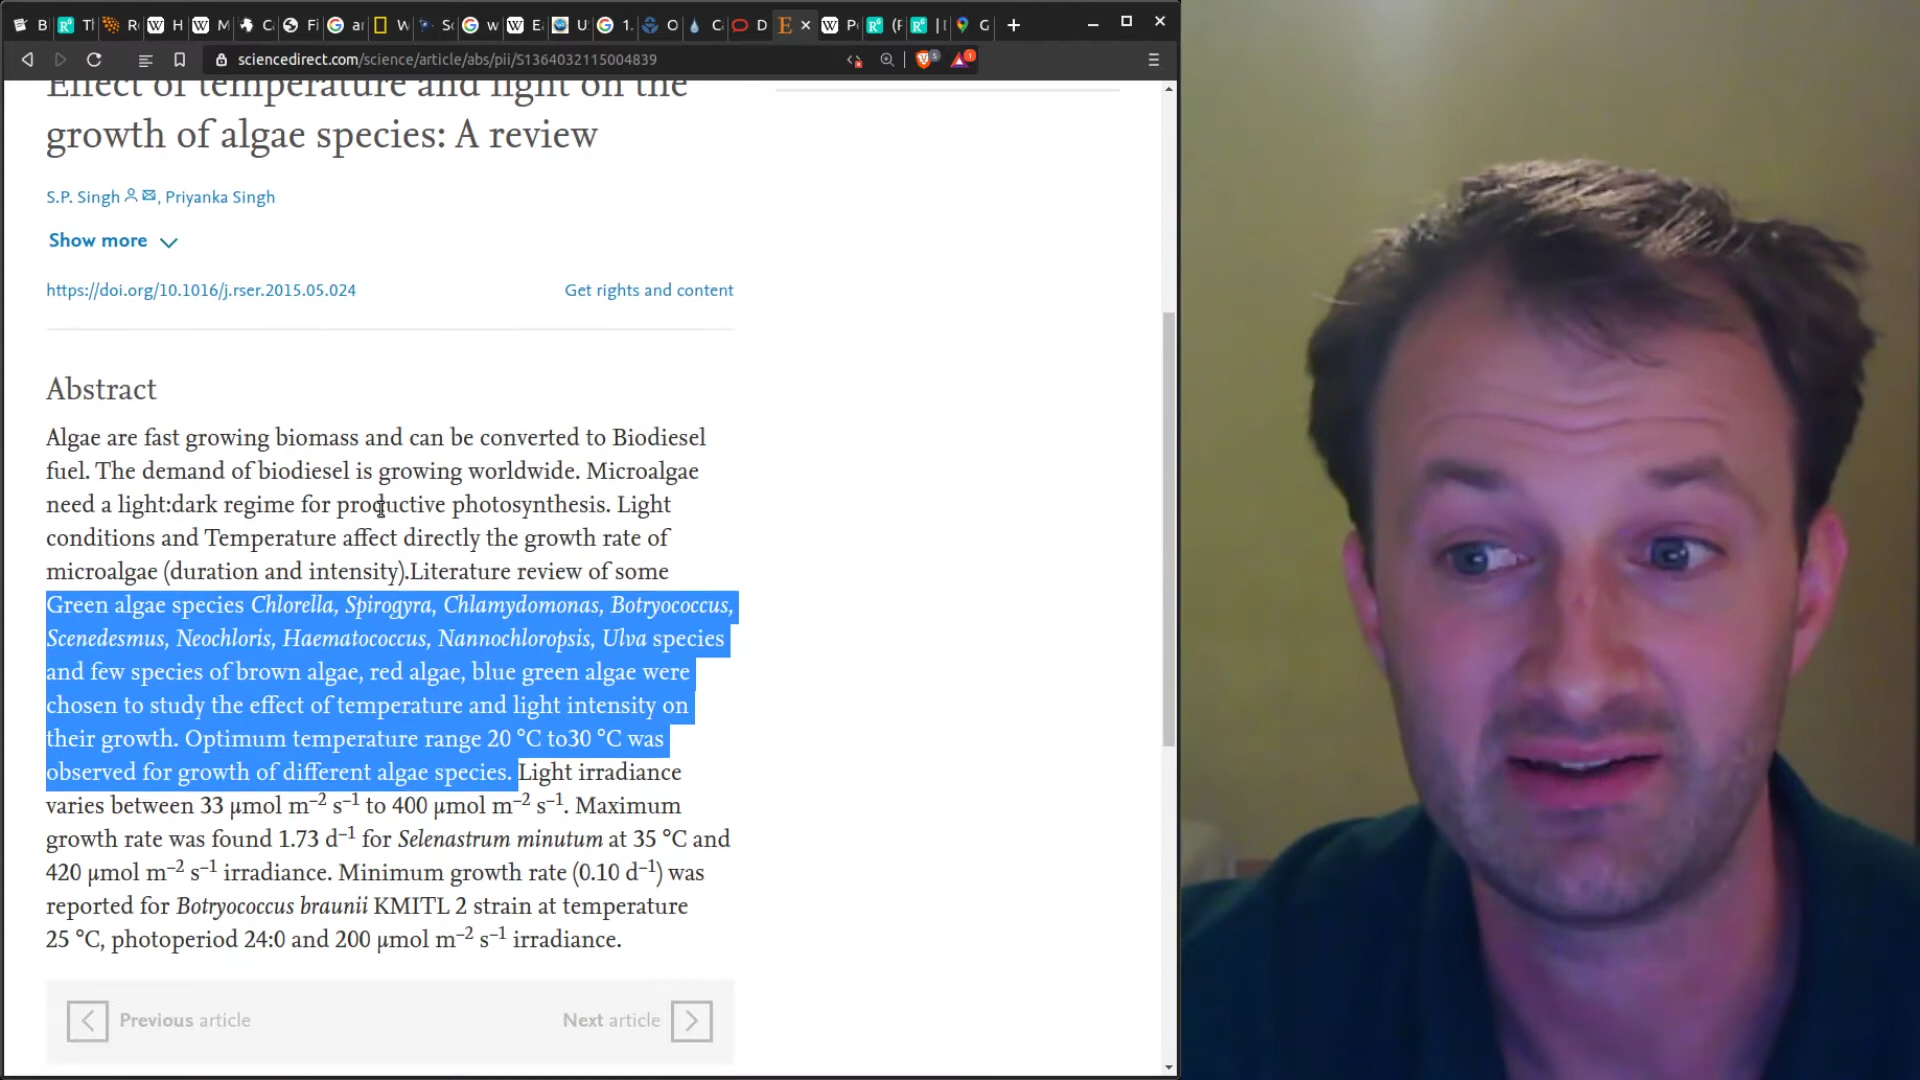 B Tl R H M C Fi ar W Sc w E U 1. O C D E P (F | [ G
sciencedirect.com/science/article/abs/pii/S1364032115004839
Effect of temperature and light on the
growth of algae species: A review
S.P. Singh, Priyanka Singh
Show more
https://doi.org/10.1016/j.rser.2015.05.024 Get rights and content
Abstract
Algae are fast growing biomass and can be converted to Biodiesel
fuel. The demand of biodiesel is growing worldwide. Microalgae
need a light:dark regime for productive photosynthesis. Light
conditions and Temperature affect directly the growth rate of
microalgae (duration and intensity).Literature review of some
Green algae species Chlorella, Spirogyra, Chlamydomonas, Botryococcus,
Scenedesmus, Neochloris, Haematococcus, Nannochloropsis, Ulva species
and few species of brown algae, red algae, blue green algae were
chosen to study the effect of temperature and light intensity on
their growth. Optimum temperature range 20 °C to30 °C was
observed for growth of different algae species. Light irradiance
varies between 33 µmol m⁻² s⁻¹ to 400 µmol m⁻² s⁻¹. Maximum
growth rate was found 1.73 d⁻¹ for Selenastrum minutum at 35 °C and
420 µmol m⁻² s⁻¹ irradiance. Minimum growth rate (0.10 d⁻¹) was
reported for Botryococcus braunii KMITL 2 strain at temperature
25 °C, photoperiod 24:0 and 200 µmol m⁻² s⁻¹ irradiance.
Previous article Next article